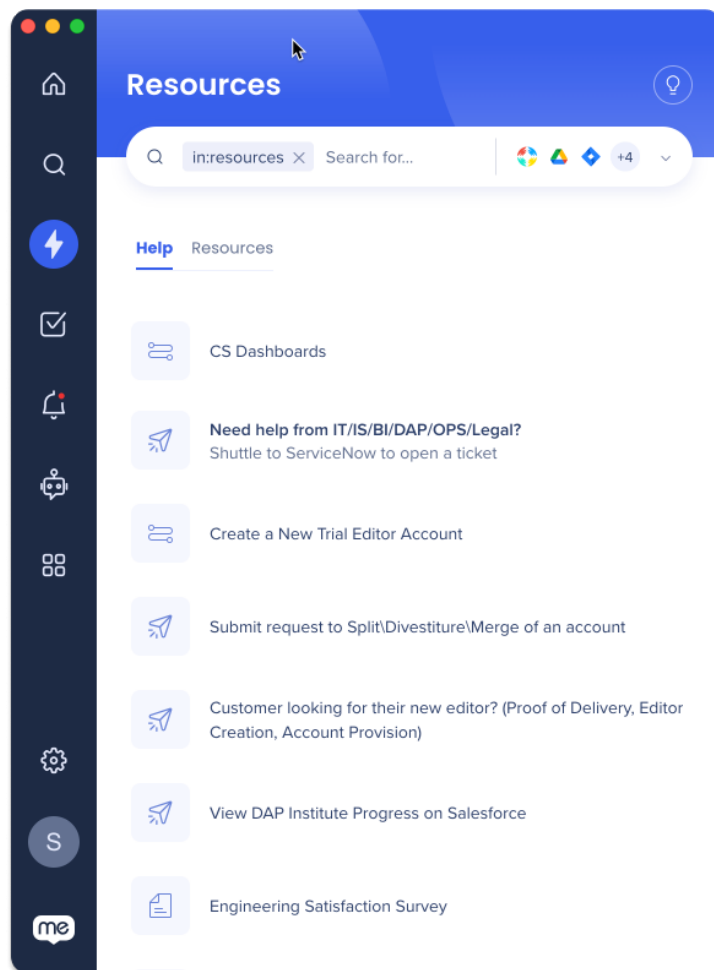 Resources
in:resources
Search for...
+4
Help
Resources
CS Dashboards
Need help from IT/IS/BI/DAP/OPS/Legal?
Shuttle to ServiceNow to open a ticket
Create a New Trial Editor Account
Submit request to Split\Divestiture\Merge of an account
Customer looking for their new editor? (Proof of Delivery, Editor
Creation, Account Provision)
View DAP Institute Progress on Salesforce
S
Engineering Satisfaction Survey
me